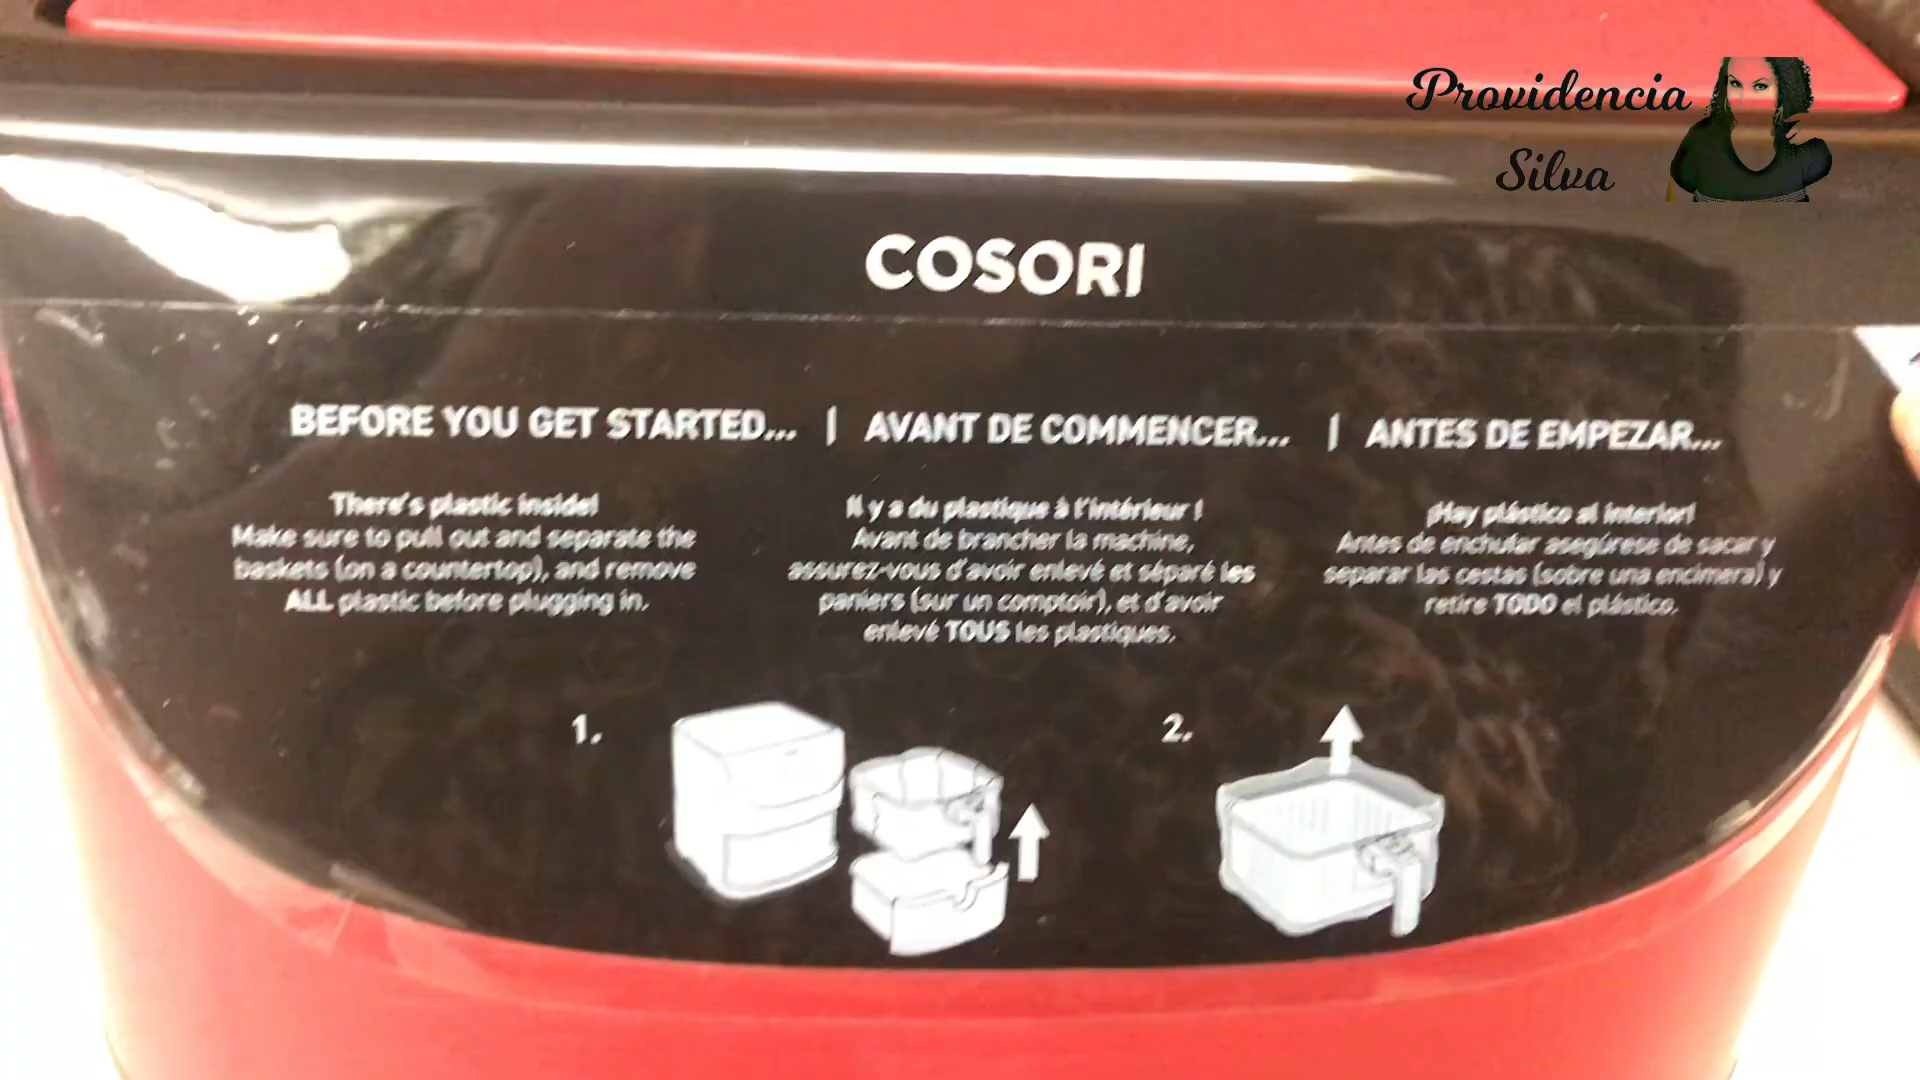 Providencia
Silva
COSORI
BEFORE YOU GET STARTED... | AVANT DE COMMENCER... | ANTES DE EMPEZAR...
There's plastic inside!
Make sure to pull out and separate the
baskets (on a countertop), and remove
ALL plastic before plugging in.
Il y a du plastique à l'intérieur !
Avant de brancher la machine,
assurez-vous d'avoir enlevé et séparé les
paniers (sur un comptoir), et d'avoir
enlevé TOUS les plastiques.
¡Hay plástico al interior!
Antes de enchufar asegúrese de sacar y
separar las cestas (sobre una encimera) y
retire TODO el plástico.
1.
2.